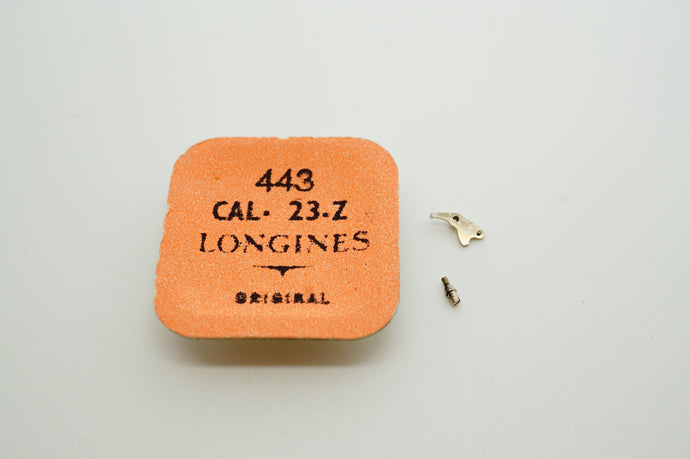 443
CAL. 23.Z
LONGINES
ORIGINAL